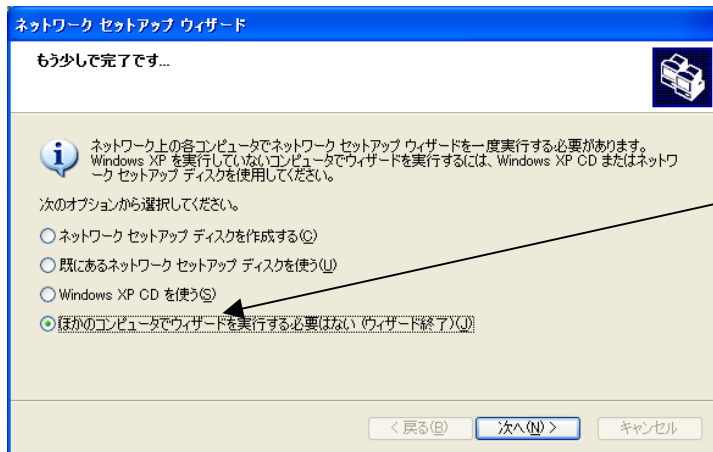 ネットワーク セットアップ ウィザード
もう少しで完了です...
ネットワーク上の各コンピュータでネットワーク セットアップ ウィザードを一度実行する必要があります。
Windows XP を実行していないコンピュータでウィザードを実行するには、Windows XP CD またはネットワ
ーク セットアップ ディスクを使用してください。
次のオプションから選択してください。
ネットワーク セットアップ ディスクを作成する(C)
既にあるネットワーク セットアップ ディスクを使う(U)
Windows XP CD を使う(S)
ほかのコンピュータでウィザードを実行する必要はない (ウィザード終了)(J)
< 戻る(B) 次へ(N) > キャンセル